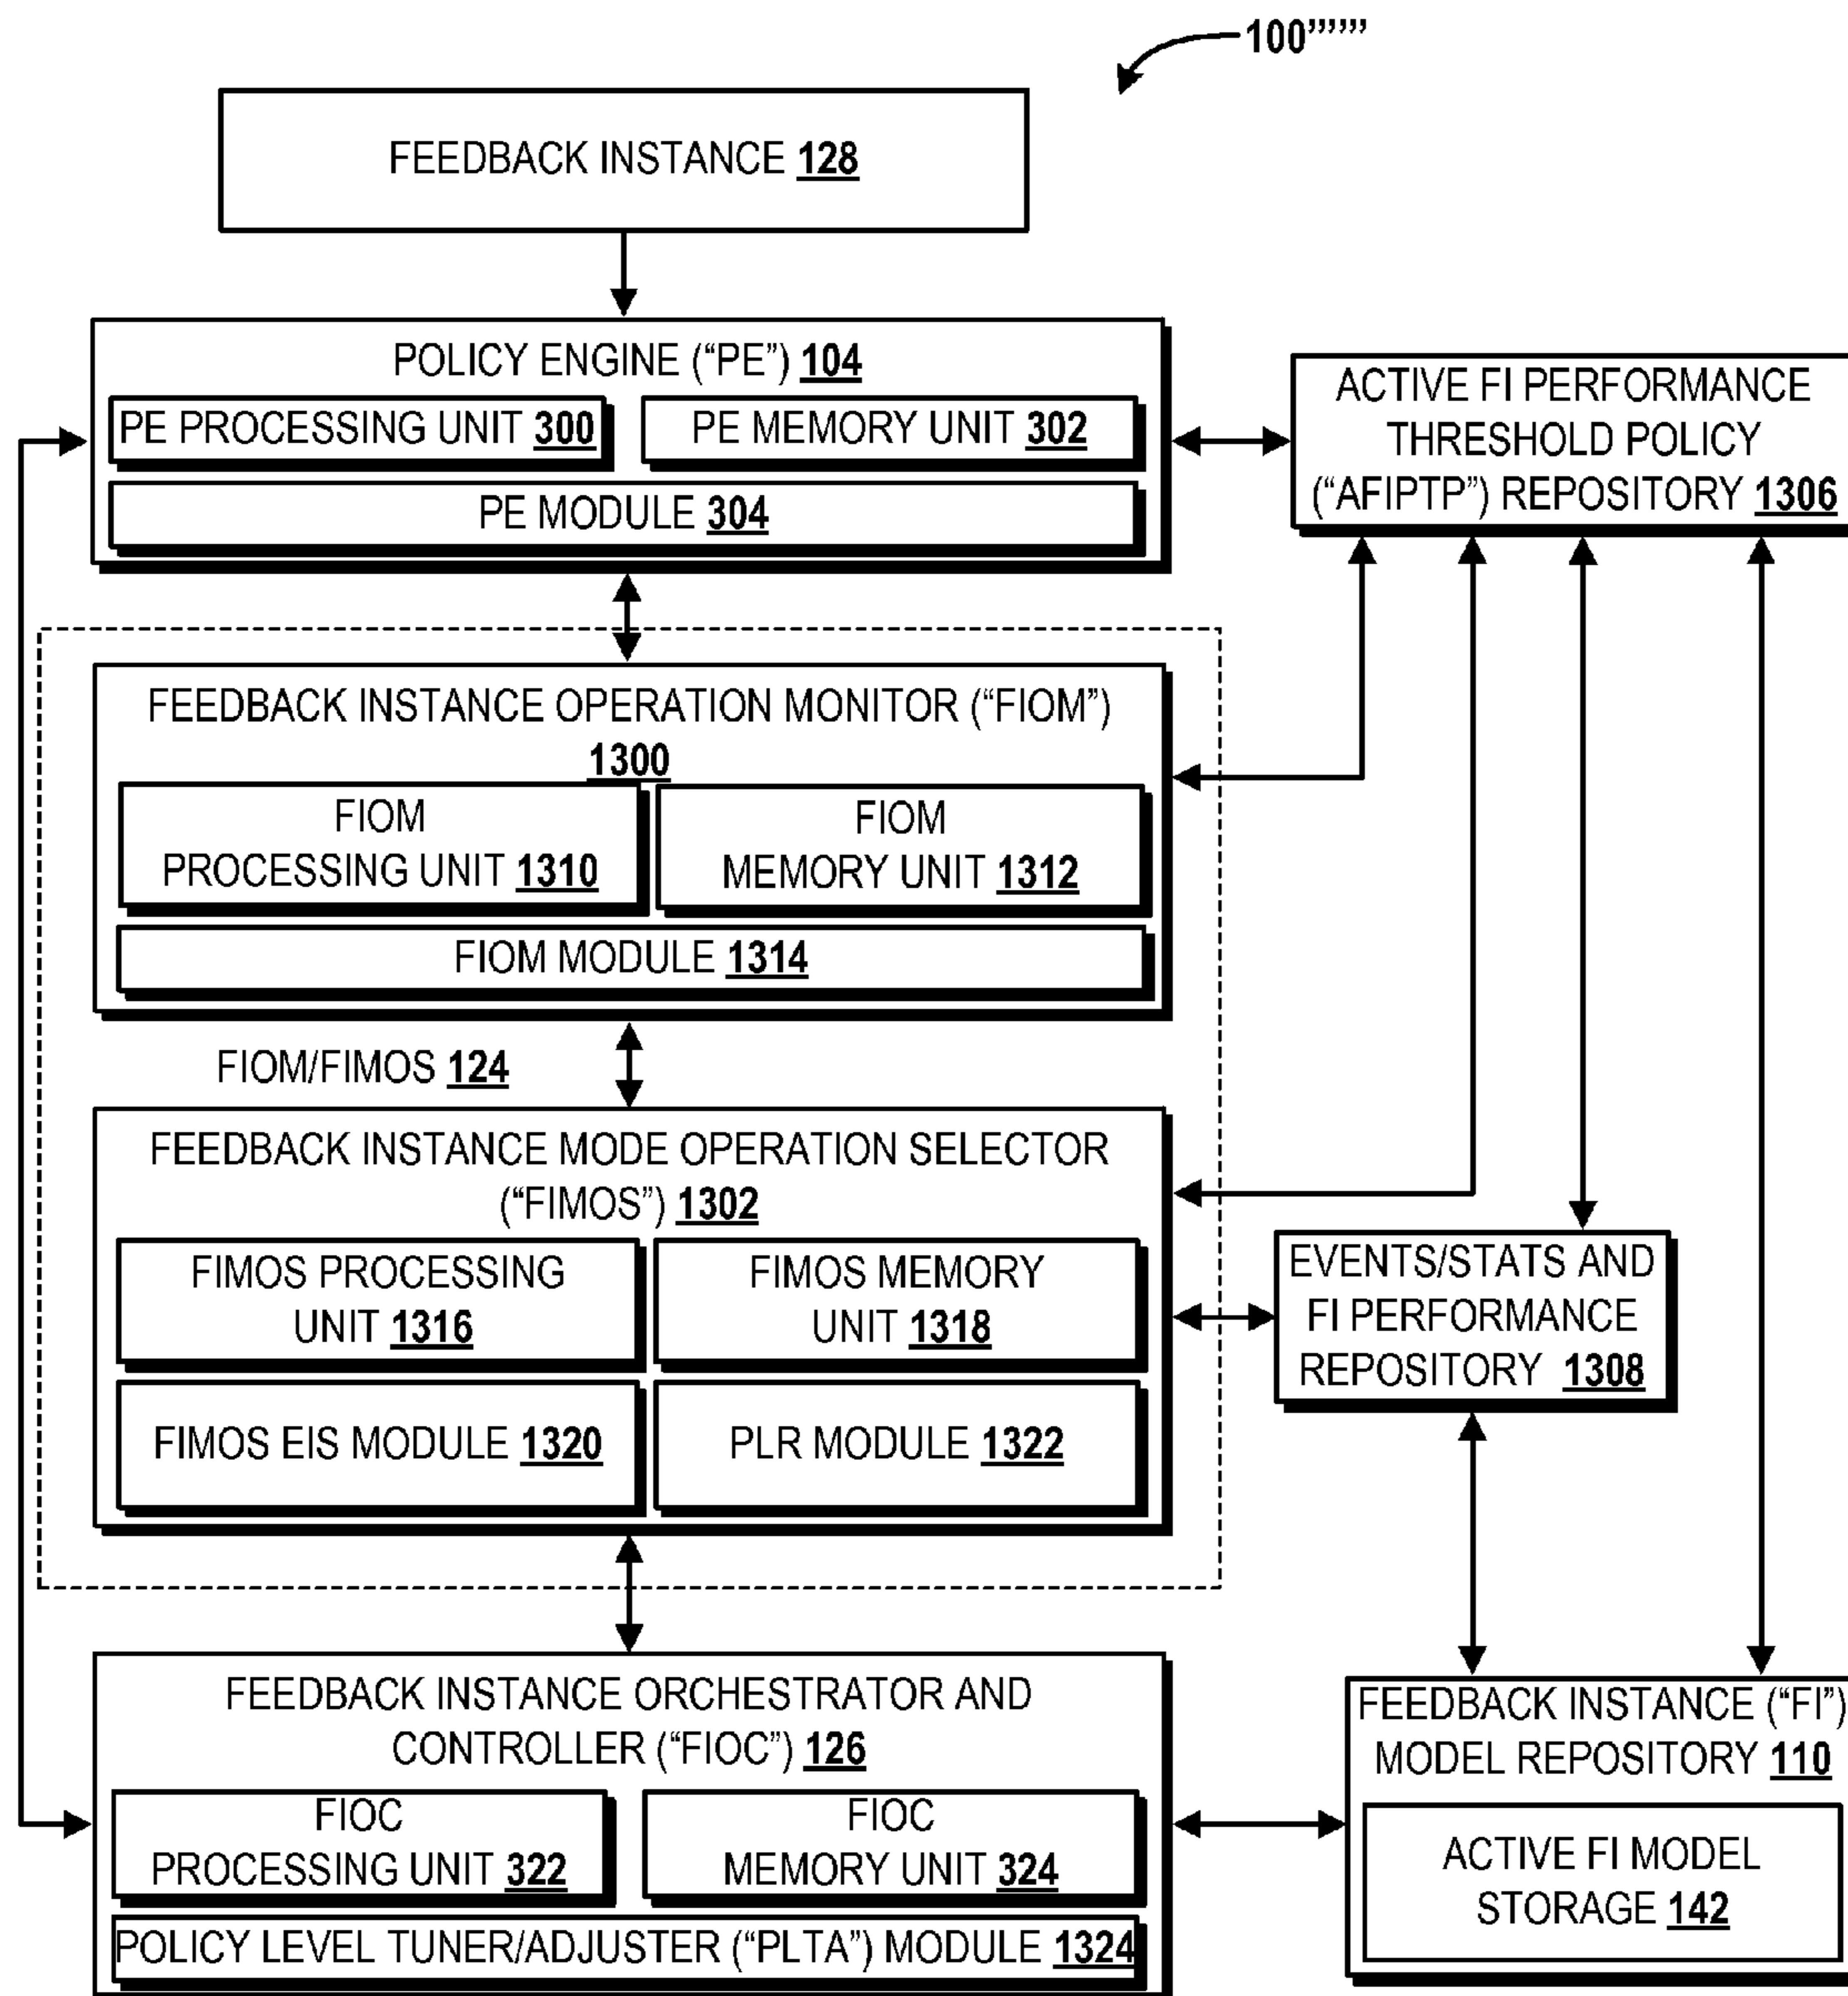 100’’’’’’
FEEDBACK INSTANCE 128
POLICY ENGINE (“PE”) 104
PE PROCESSING UNIT 300
PE MEMORY UNIT 302
PE MODULE 304
ACTIVE FI PERFORMANCE
THRESHOLD POLICY
(“AFIPTP”) REPOSITORY 1306
FEEDBACK INSTANCE OPERATION MONITOR (“FIOM”)
1300
FIOM
PROCESSING UNIT 1310
FIOM
MEMORY UNIT 1312
FIOM MODULE 1314
FIOM/FIMOS 124
FEEDBACK INSTANCE MODE OPERATION SELECTOR
(“FIMOS”) 1302
FIMOS PROCESSING
UNIT 1316
FIMOS MEMORY
UNIT 1318
FIMOS EIS MODULE 1320
PLR MODULE 1322
EVENTS/STATS AND
FI PERFORMANCE
REPOSITORY 1308
FEEDBACK INSTANCE ORCHESTRATOR AND
CONTROLLER (“FIOC”) 126
FIOC
PROCESSING UNIT 322
FIOC
MEMORY UNIT 324
POLICY LEVEL TUNER/ADJUSTER (“PLTA”) MODULE 1324
FEEDBACK INSTANCE (“FI”)
MODEL REPOSITORY 110
ACTIVE FI MODEL
STORAGE 142